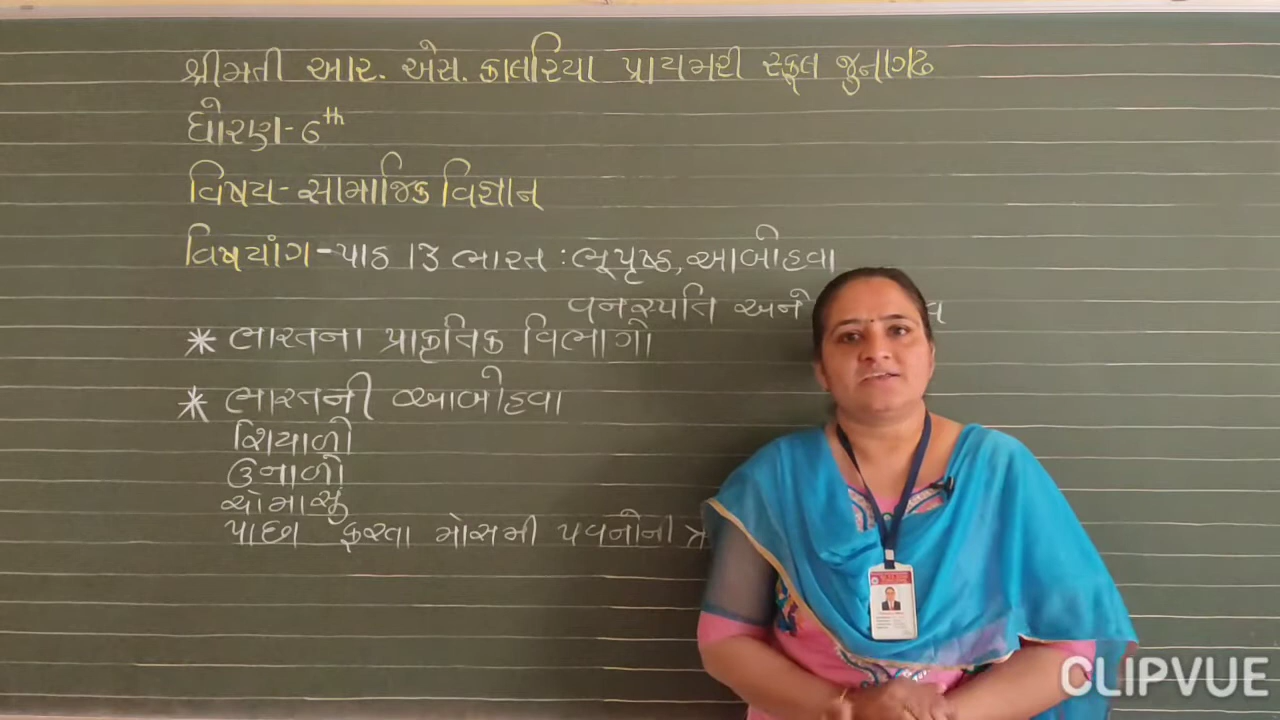 શ્રીમતી આર. એસ. કાલરિયા પ્રાયમરી સ્કૂલ જુનાગઢ
ધોરણ-6th
વિષય-સામાજિક વિજ્ઞાન
વિષયાંગ-પાઠ 13 ભારત : ભૂપૃષ્ઠ, આબોહવા
વનસ્પતિ અને
* ભારતના પ્રાકૃતિક વિભાગો
* ભારતની આબોહવા
શિયાળો
ઉનાળો
ચોમાસું
પાછા ફરતા મોસમી પવનોની
CLIPVUE